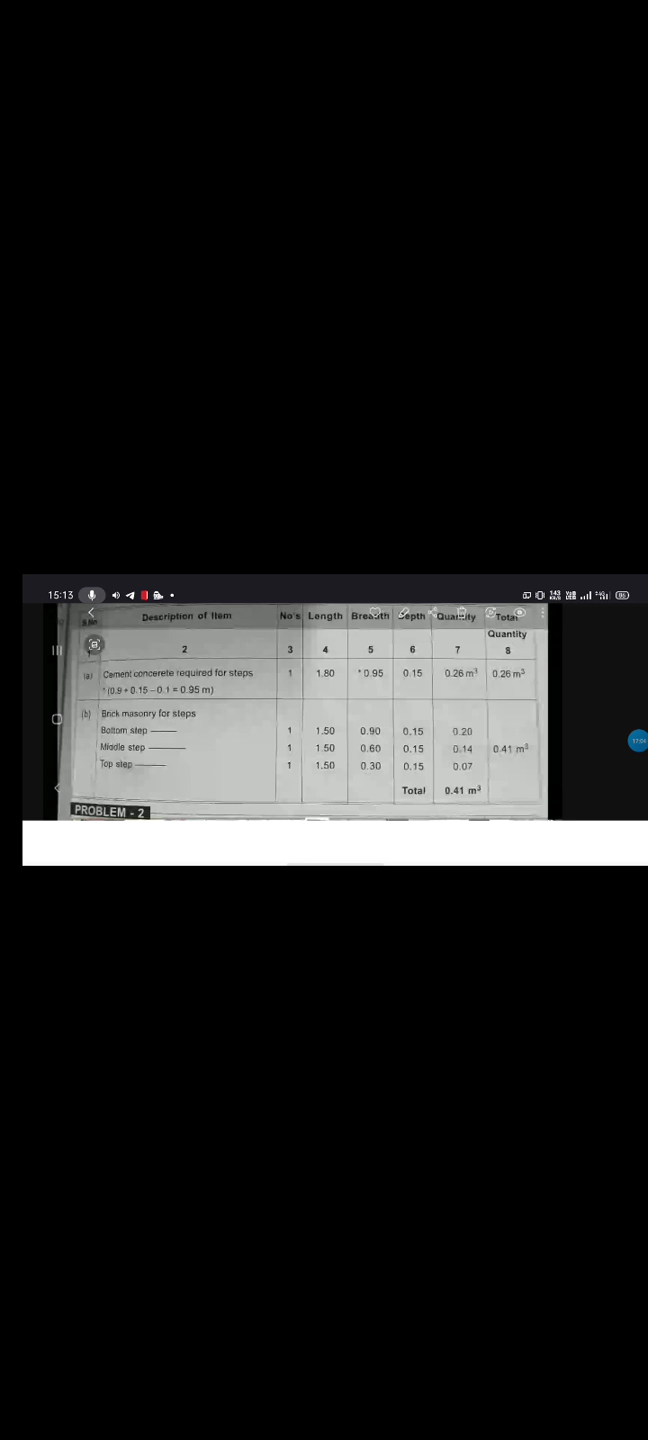 15:13
S.No Description of Item No's Length Breadth Depth Quantity Total Quantity
1 2 3 4 5 6 7 8
(a) Cement concerete required for steps 1 1.80 *0.95 0.15 0.26 m³ 0.26 m³
*(0.9 + 0.15 – 0.1 = 0.95 m)
(b) Brick masonry for steps
Bottom step 1 1.50 0.90 0.15 0.20
Middle step 1 1.50 0.60 0.15 0.14 0.41 m³
Top step 1 1.50 0.30 0.15 0.07
Total 0.41 m³
PROBLEM - 2